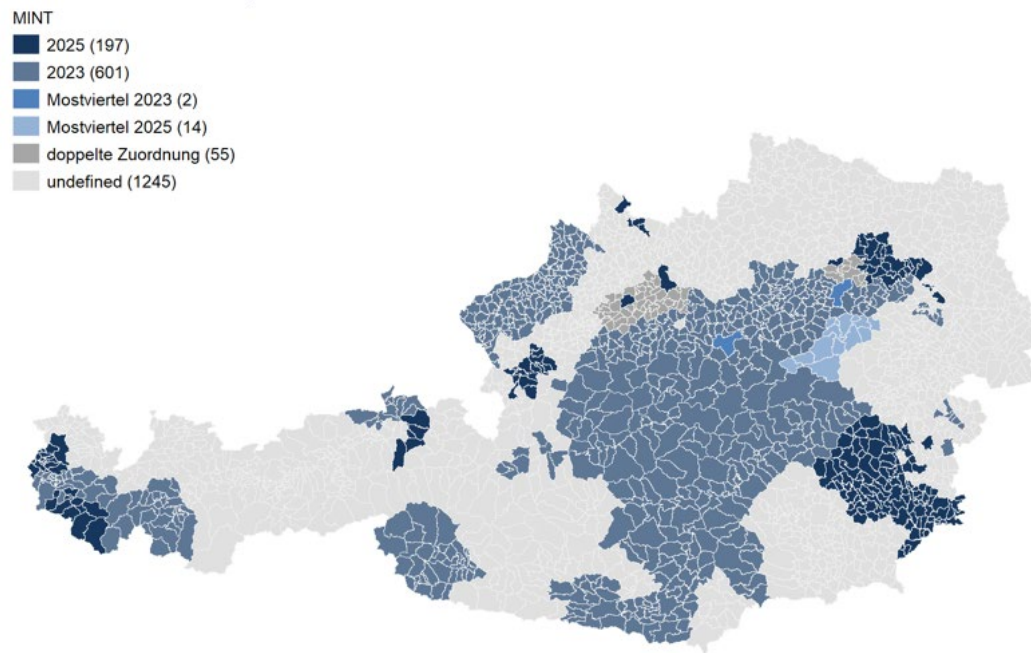 MINT
2025 (197)
2023 (601)
Mostviertel 2023 (2)
Mostviertel 2025 (14)
doppelte Zuordnung (55)
undefined (1245)